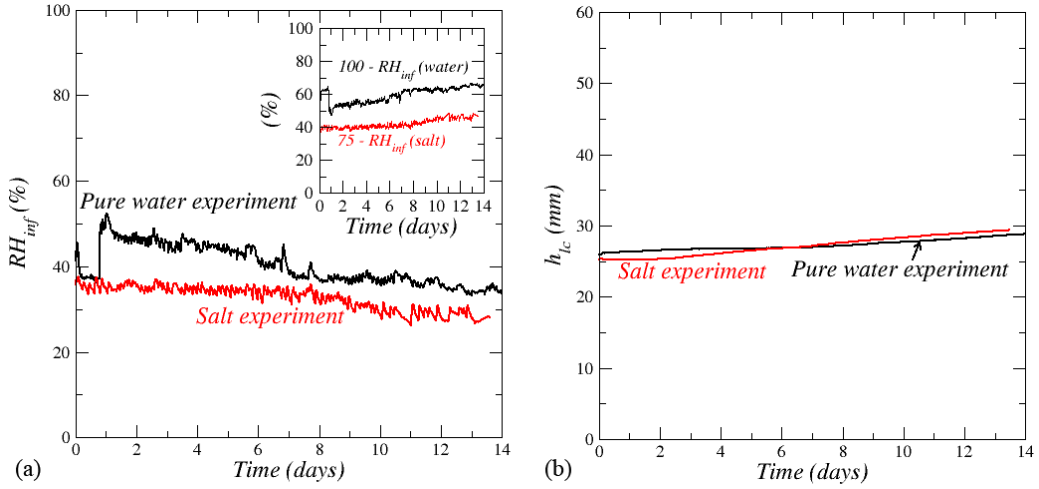 100
80
60
40
20
0
RH_inf (%)
Pure water experiment
Salt experiment
0 2 4 6 8 10 12 14
Time (days)
(a)
100
80
60
40
20
0
(%)
100 - RH_inf (water)
75 - RH_inf (salt)
0 2 4 6 8 10 12 14
Time (days)
60
50
40
30
20
10
0
h_lc (mm)
Salt experiment
Pure water experiment
0 2 4 6 8 10 12 14
Time (days)
(b)